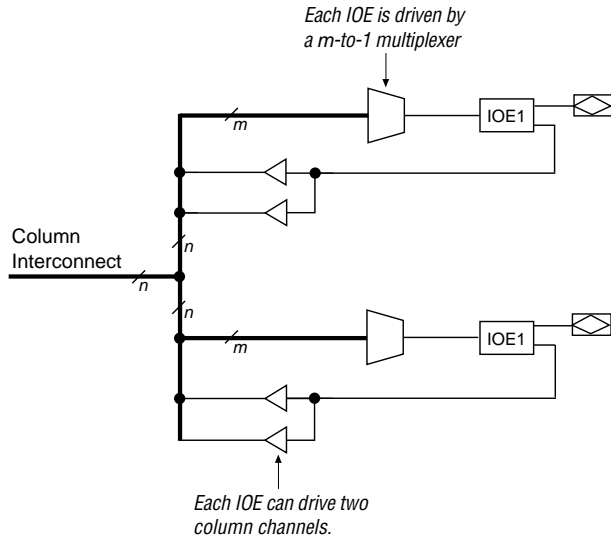 Each IOE is driven by
a m-to-1 multiplexer
m
IOE1
Column
Interconnect
n
n
n
m
IOE1
Each IOE can drive two
column channels.